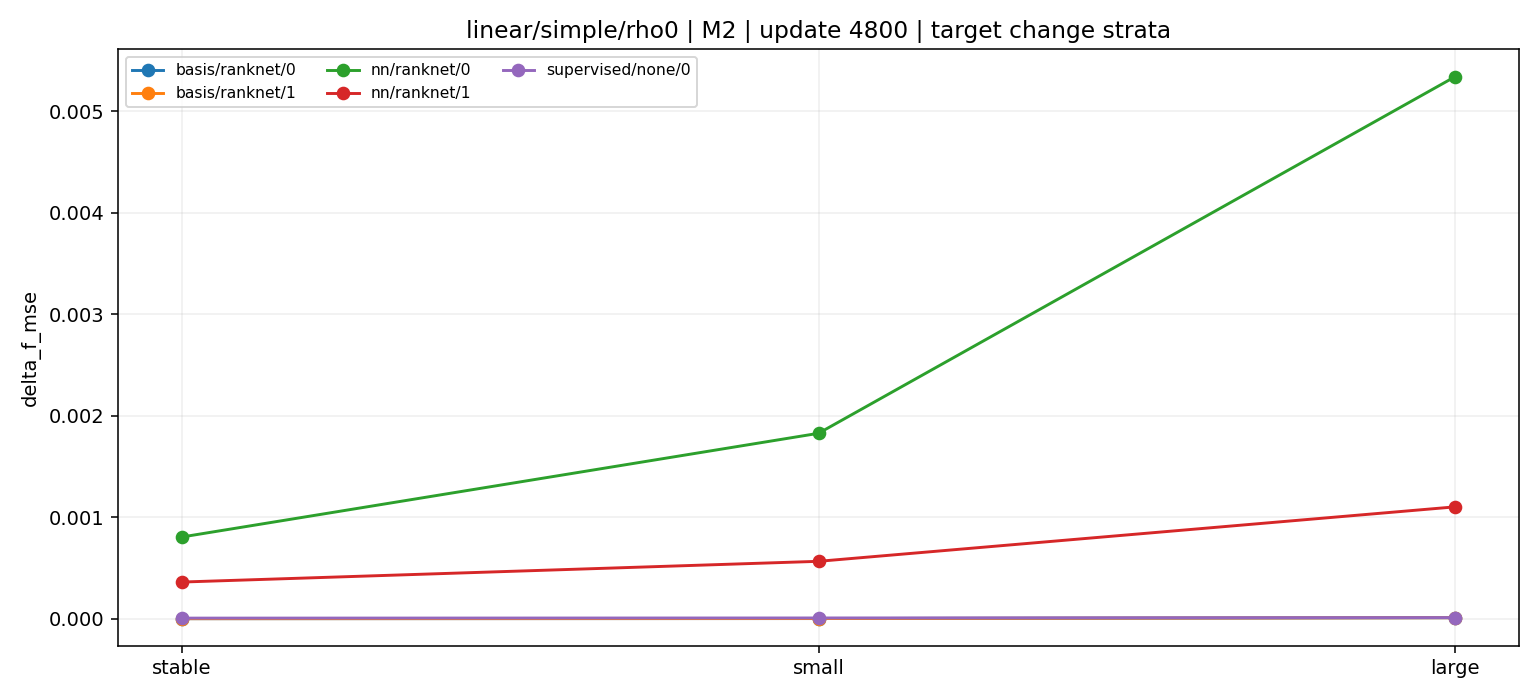 linear/simple/rho0 | M2 | update 4800 | target change strata
basis/ranknet/0
basis/ranknet/1
nn/ranknet/0
nn/ranknet/1
supervised/none/0
delta_f_mse
0.005
0.004
0.003
0.002
0.001
0.000
stable small large